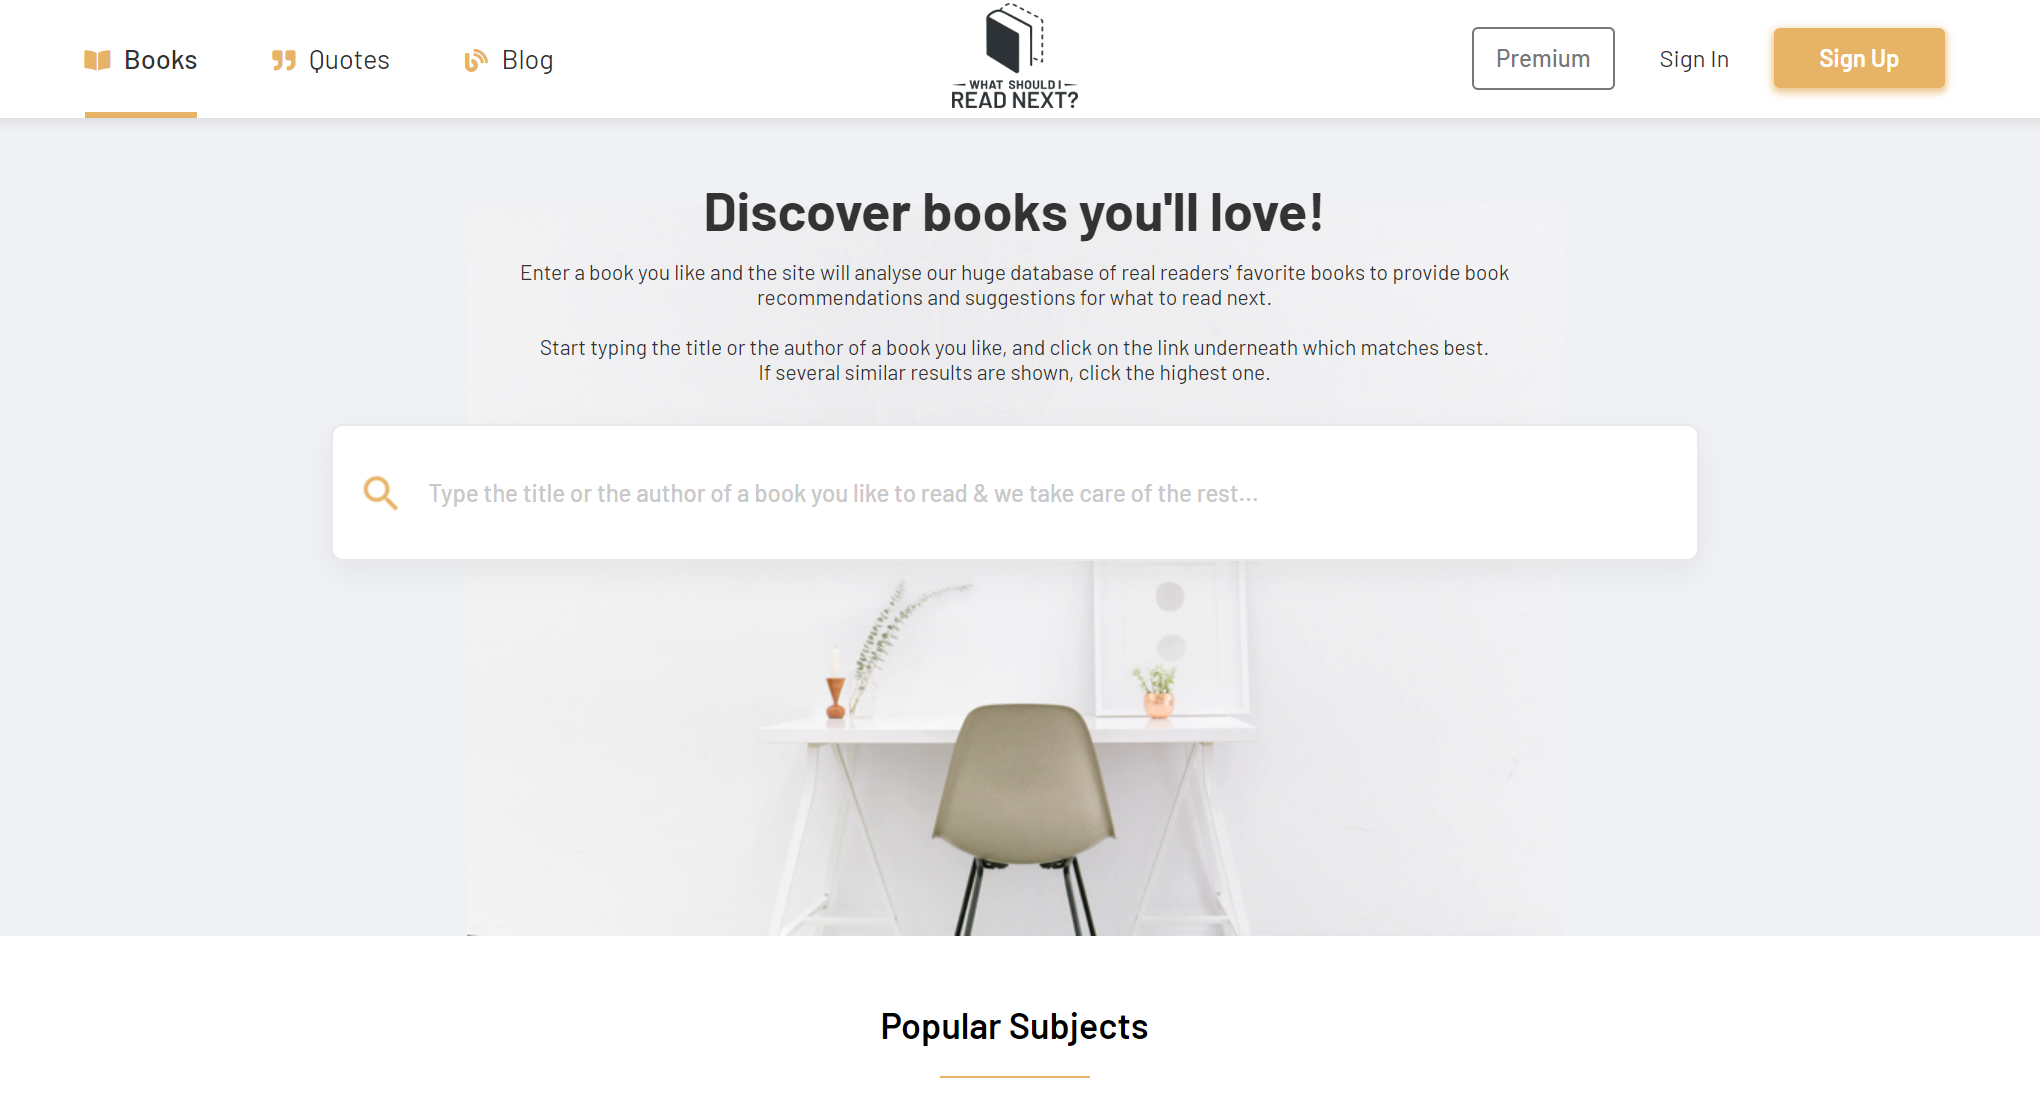 Books
Quotes
Blog
WHAT SHOULD I
READ NEXT?
Premium
Sign In
Sign Up
Discover books you'll love!
Enter a book you like and the site will analyse our huge database of real readers' favorite books to provide book
recommendations and suggestions for what to read next.
Start typing the title or the author of a book you like, and click on the link underneath which matches best.
If several similar results are shown, click the highest one.
Type the title or the author of a book you like to read & we take care of the rest...
Popular Subjects